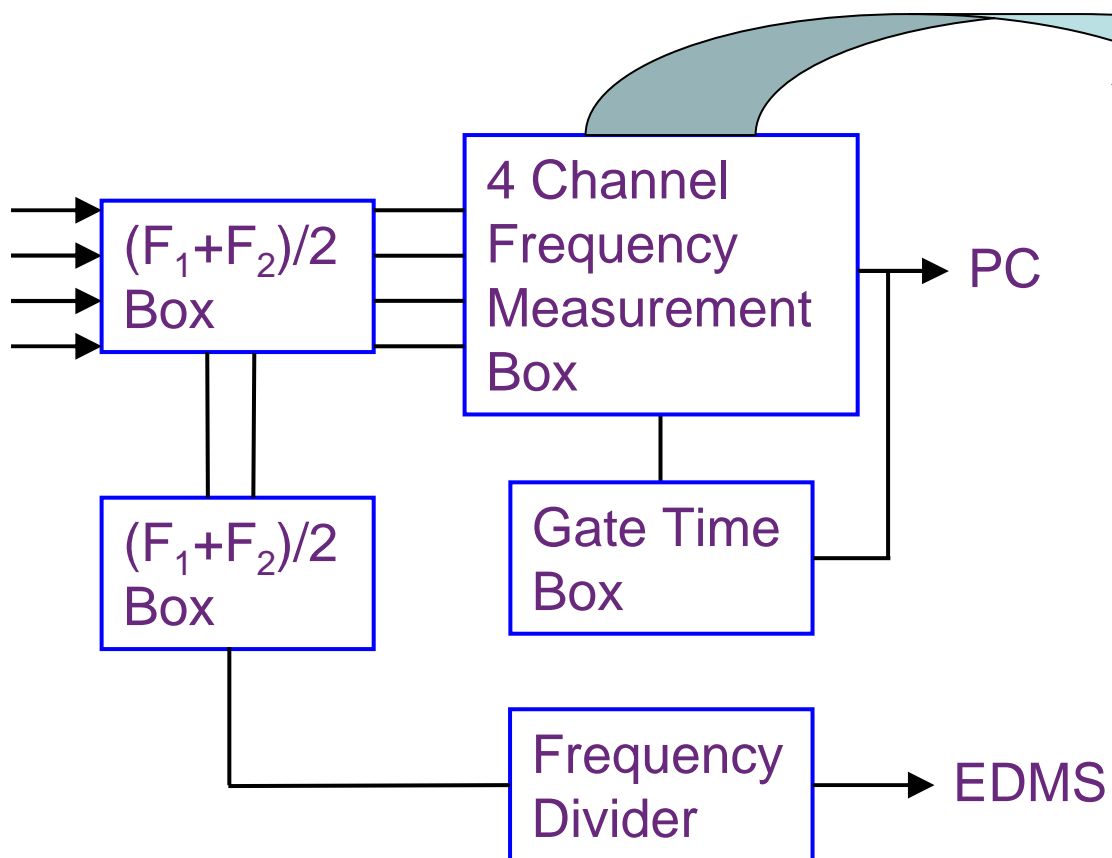 4 Channel
Frequency
Measurement
Box
(F₁+F₂)/2
Box
PC
(F₁+F₂)/2
Box
Gate Time
Box
Frequency
Divider
EDMS